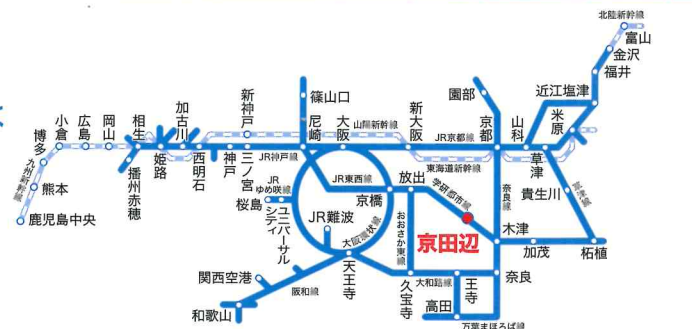 北陸新幹線
富山
金沢
福井
近江塩津
園部
米原
山科
京都
新大阪
大阪
尼崎
篠山口
新神戸
三ノ宮
神戸
西明石
加古川
姫路
相生
岡山
広島
小倉
博多
九州新幹線
熊本
鹿児島中央
播州赤穂
山陽新幹線
JR京都線
JR神戸線
東海道新幹線
草津
貴生川
草津線
JR東西線
放出
学研都市線
奈良線
京橋
JR
ゆめ咲線
桜島
ユニバーサル
シティ
JR難波
大阪環状線
おおさか東線
京田辺
木津
加茂
柘植
関西空港
阪和線
天王寺
久宝寺
大和路線
王寺
奈良
高田
和歌山
万葉まほろば線